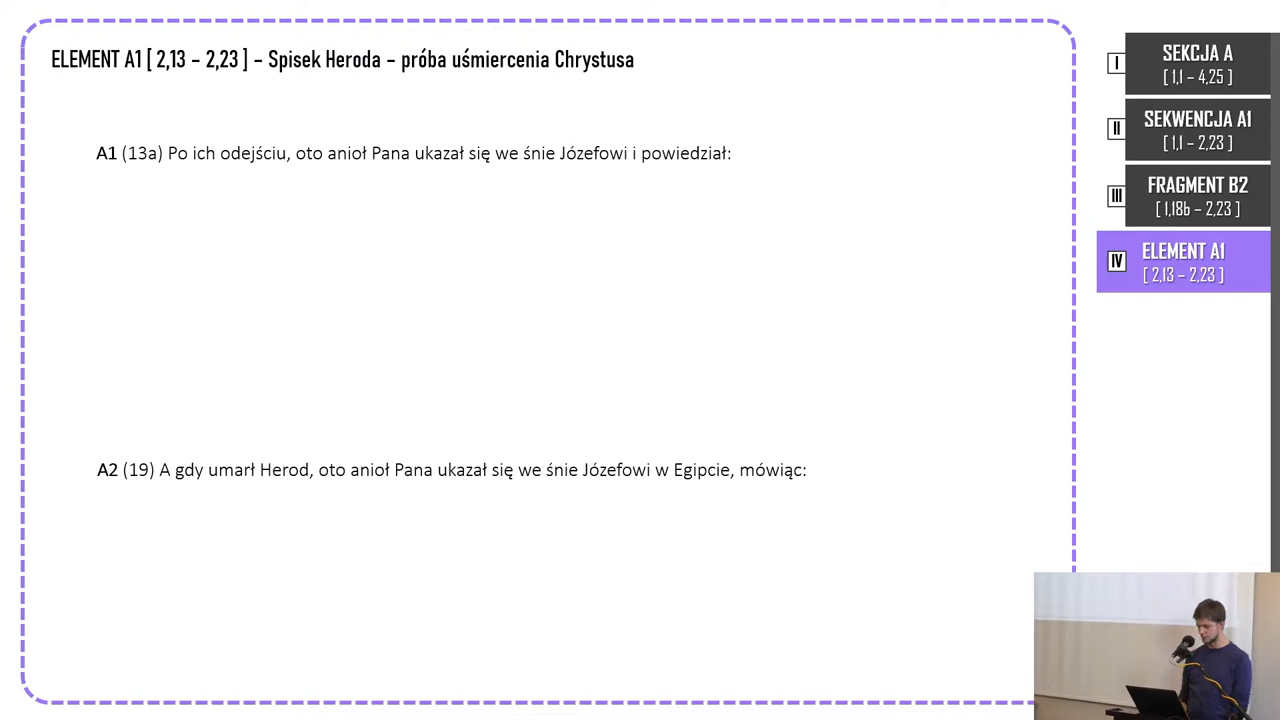 ELEMENT A1 [ 2,13 – 2,23 ] – Spisek Heroda – próba uśmiercenia Chrystusa
A1 (13a) Po ich odejściu, oto anioł Pana ukazał się we śnie Józefowi i powiedział:
A2 (19) A gdy umarł Herod, oto anioł Pana ukazał się we śnie Józefowi w Egipcie, mówiąc:
I
SEKCJA A
[ 1,1 – 4,25 ]
II
SEKWENCJA A1
[ 1,1 – 2,23 ]
III
FRAGMENT B2
[ 1,18b – 2,23 ]
IV
ELEMENT A1
[ 2,13 – 2,23 ]